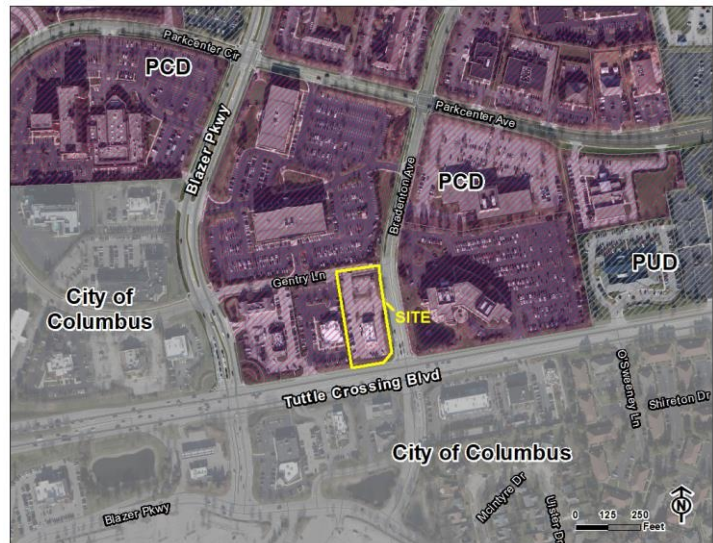 Parkcenter Cir
PCD
Blazer Pkwy
Parkcenter Ave
Bradenton Ave
PCD
PUD
Gentry Ln
City of
Columbus
SITE
Tuttle Crossing Blvd
O'Sweeney Ln
Shireton Dr
City of Columbus
McIntyre Dr
Ulster Dr
Blazer Pkwy
0 125 250
Feet
N